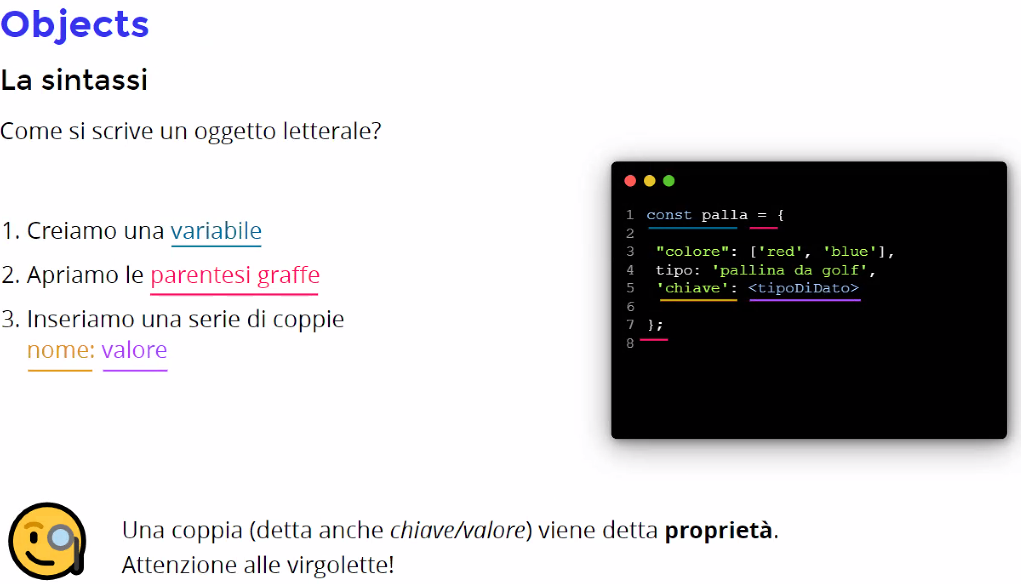 Objects
La sintassi
Come si scrive un oggetto letterale?
1. Creiamo una variabile
2. Apriamo le parentesi graffe
3. Inseriamo una serie di coppie
nome: valore
1 const palla = {
2
3 "colore": ['red', 'blue'],
4 tipo: 'pallina da golf',
5 'chiave': <tipoDiDato>
6
7 };
8
Una coppia (detta anche chiave/valore) viene detta proprietà.
Attenzione alle virgolette!